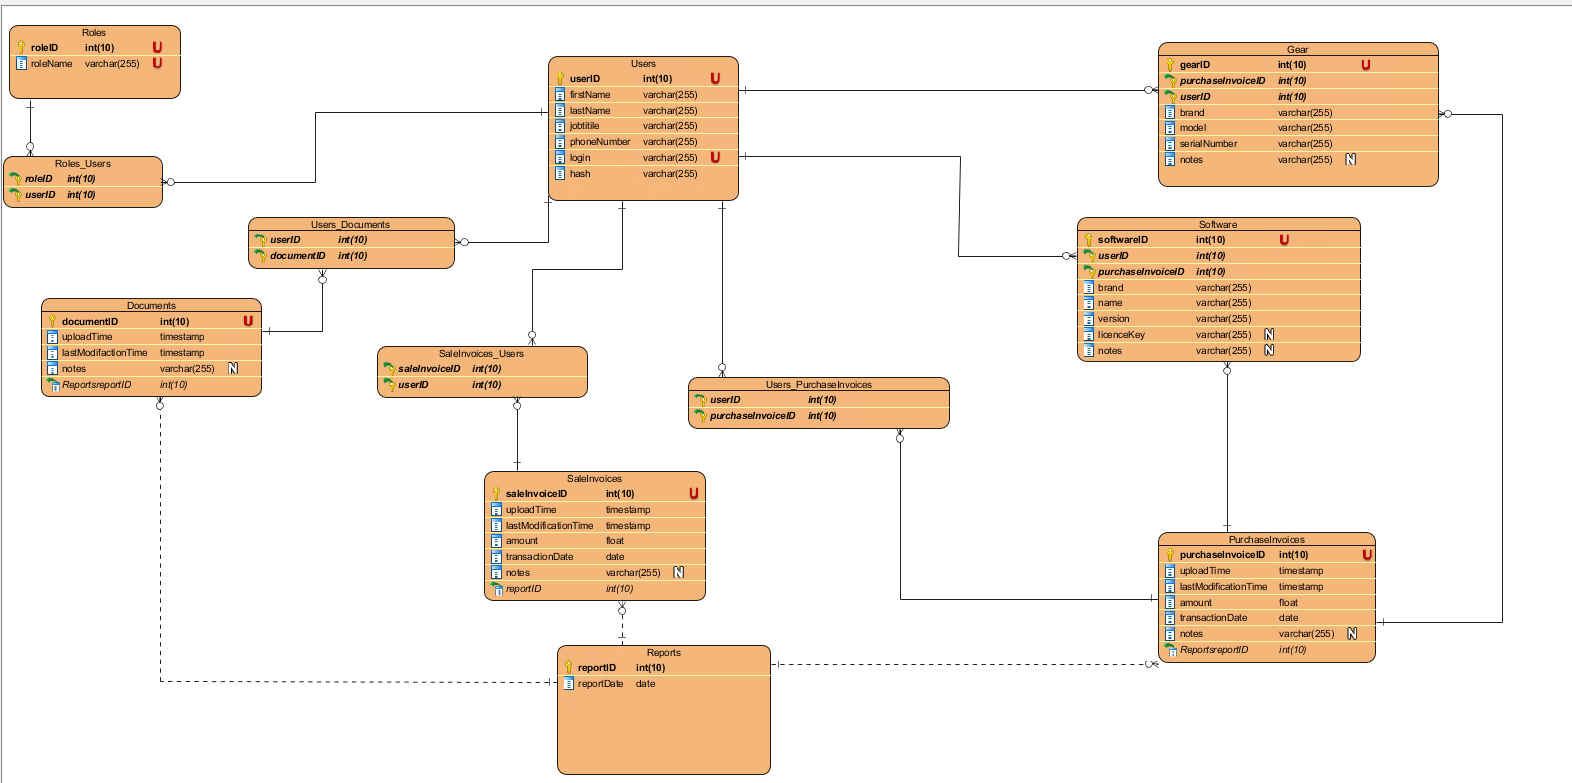 Roles
roleID int(10) U
roleName varchar(255) U
Roles_Users
roleID int(10)
userID int(10)
Users
userID int(10) U
firstName varchar(255)
lastName varchar(255)
jobtitile varchar(255)
phoneNumber varchar(255)
login varchar(255) U
hash varchar(255)
Gear
gearID int(10) U
purchaseInvoiceID int(10)
userID int(10)
brand varchar(255)
model varchar(255)
serialNumber varchar(255)
notes varchar(255) N
Users_Documents
userID int(10)
documentID int(10)
Software
softwareID int(10) U
userID int(10)
purchaseInvoiceID int(10)
brand varchar(255)
name varchar(255)
version varchar(255)
licenceKey varchar(255) N
notes varchar(255) N
Documents
documentID int(10) U
uploadTime timestamp
lastModifactionTime timestamp
notes varchar(255) N
ReportsreportID int(10)
SaleInvoices_Users
saleInvoiceID int(10)
userID int(10)
Users_PurchaseInvoices
userID int(10)
purchaseInvoiceID int(10)
SaleInvoices
saleInvoiceID int(10) U
uploadTime timestamp
lastModificationTime timestamp
amount float
transactionDate date
notes varchar(255) N
reportID int(10)
PurchaseInvoices
purchaseInvoiceID int(10) U
uploadTime timestamp
lastModificationTime timestamp
amount float
transactionDate date
notes varchar(255) N
ReportsreportID int(10)
Reports
reportID int(10)
reportDate date